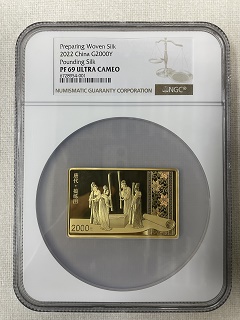 Preparing Woven Silk
2022 China G2000Y
Pounding Silk
PF 69 ULTRA CAMEO
NUMISMATIC GUARANTY CORPORATION
NGC
2000